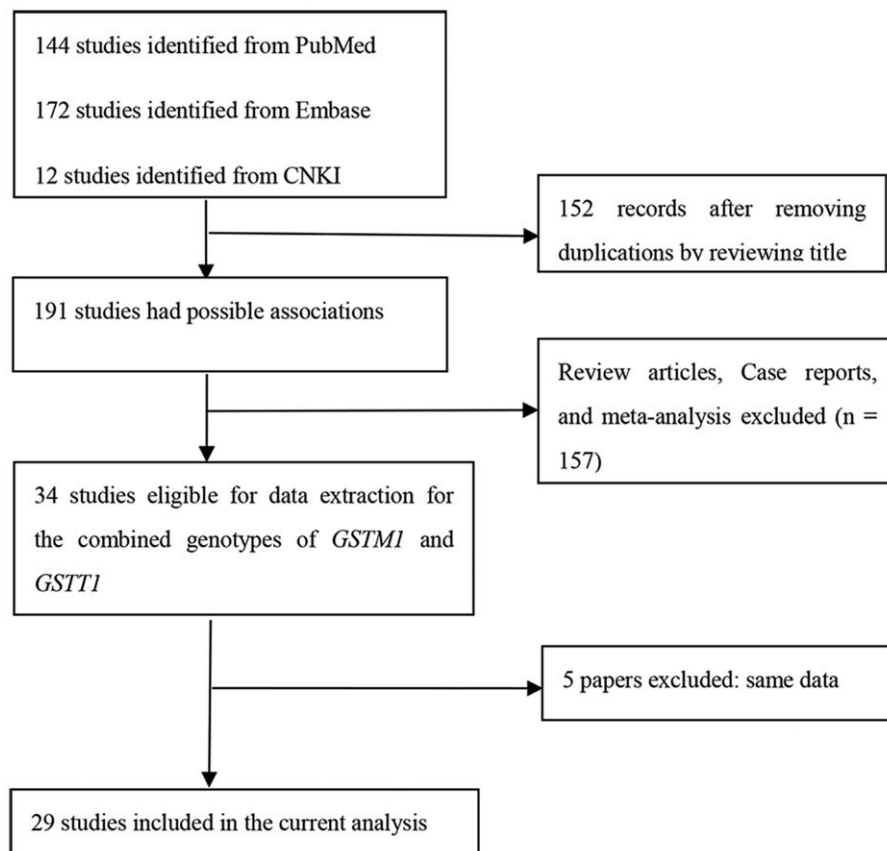 144 studies identified from PubMed
172 studies identified from Embase
12 studies identified from CNKI
152 records after removing
duplications by reviewing title
191 studies had possible associations
Review articles, Case reports,
and meta-analysis excluded (n =
157)
34 studies eligible for data extraction for
the combined genotypes of GSTM1 and
GSTT1
5 papers excluded: same data
29 studies included in the current analysis